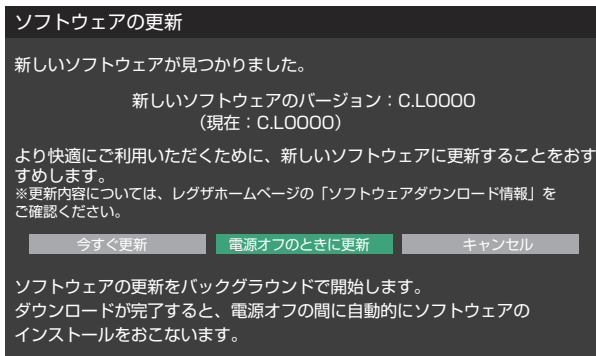 ソフトウェアの更新
新しいソフトウェアが見つかりました。
新しいソフトウェアのバージョン：C.L0000
（現在：C.L0000）
より快適にご利用いただくために、新しいソフトウェアに更新することをおす
すめします。
※更新内容については、レグザホームページの「ソフトウェアダウンロード情報」を
ご確認ください。
今すぐ更新 電源オフのときに更新 キャンセル
ソフトウェアの更新をバックグラウンドで開始します。
ダウンロードが完了すると、電源オフの間に自動的にソフトウェアの
インストールをおこないます。